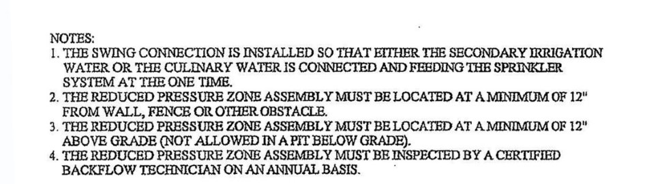 NOTES:
1. THE SWING CONNECTION IS INSTALLED SO THAT EITHER THE SECONDARY IRRIGATION
WATER OR THE CULINARY WATER IS CONNECTED AND FEEDING THE SPRINKLER
SYSTEM AT THE ONE TIME.
2. THE REDUCED PRESSURE ZONE ASSEMBLY MUST BE LOCATED AT A MINIMUM OF 12"
FROM WALL, FENCE OR OTHER OBSTACLE.
3. THE REDUCED PRESSURE ZONE ASSEMBLY MUST BE LOCATED AT A MINIMUM OF 12"
ABOVE GRADE (NOT ALLOWED IN A PIT BELOW GRADE).
4. THE REDUCED PRESSURE ZONE ASSEMBLY MUST BE INSPECTED BY A CERTIFIED
BACKFLOW TECHNICIAN ON AN ANNUAL BASIS.